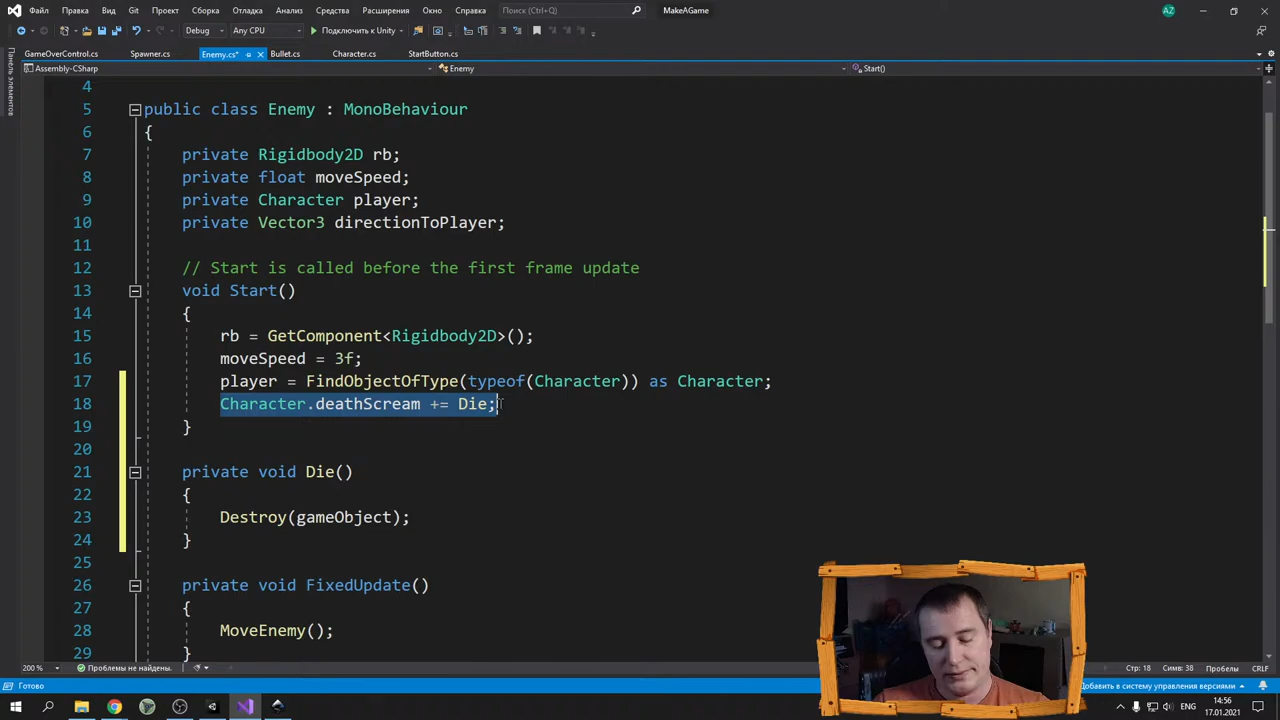 Файл Правка Вид Git Проект Сборка Отладка Анализ Средства Расширения Окно Справка Поиск (Ctrl+Q) MakeAGame AZ
Debug Any CPU Подключить к Unity
GameOverControl.cs Spawner.cs Enemy.cs* Bullet.cs Character.cs StartButton.cs
Панель элементов
Assembly-CSharp Enemy Start()
4
5 public class Enemy : MonoBehaviour
6 {
7 private Rigidbody2D rb;
8 private float moveSpeed;
9 private Character player;
10 private Vector3 directionToPlayer;
11
12 // Start is called before the first frame update
13 void Start()
14 {
15 rb = GetComponent<Rigidbody2D>();
16 moveSpeed = 3f;
17 player = FindObjectOfType(typeof(Character)) as Character;
18 Character.deathScream += Die;
19 }
20
21 private void Die()
22 {
23 Destroy(gameObject);
24 }
25
26 private void FixedUpdate()
27 {
28 MoveEnemy();
29 }
200 % Проблемы не найдены. Стр: 18 Симв: 38 Пробелы CRLF
Готово Добавить в систему управления версиями
ENG 14:56
17.01.2021